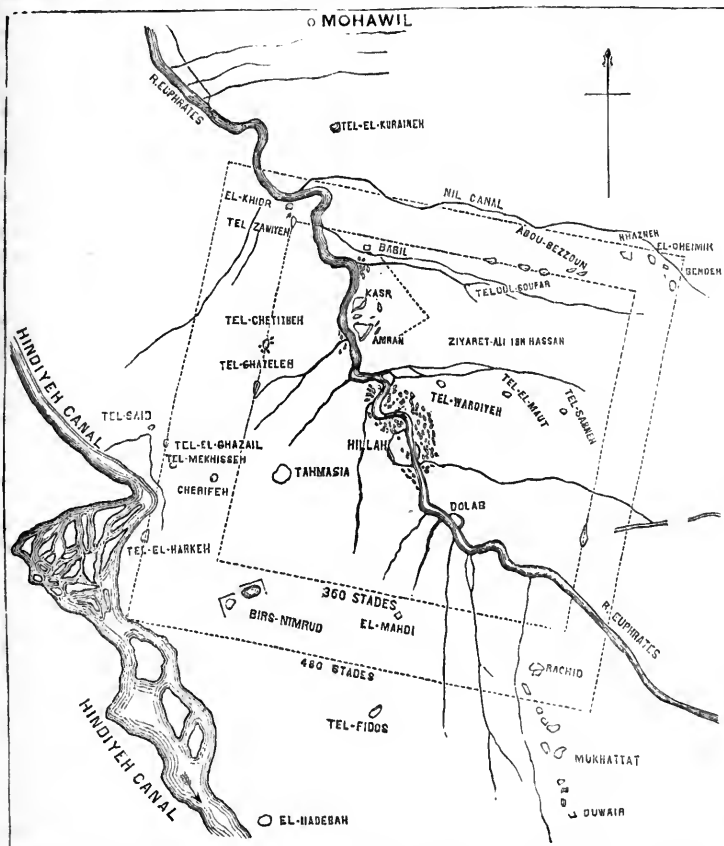 MOHAWIL
R. EUPHRATES
TEL-EL-KURAINEH
NIL CANAL
EL-KHIDR
TEL ZAWIYEH
BABIL
ABOU-BEZZOUN
KHAZNEH
EL-OHEIMIR
BENDER
TELOUL-SOUFAR
KASR
TEL-CHETITHEH
AMRAN
ZIYARET-ALI IBN HASSAN
TEL-GHAZELEH
HINDIYEH CANAL
TEL-WARDIYEH
TEL-EL-MAUT
TEL-SARNEH
TEL-SAID
HILLAH
TEL-EL-GHAZAIL
TEL-MEKHISSEH
TAHMASIA
CHERIFEH
DOLAB
TEL-EL-HARKEH
360 STADES
BIRS-NIMRUD
EL-MAHDI
R. EUPHRATES
480 STADES
RACHID
TEL-FIDOS
HINDIYEH CANAL
MUKHATTAT
DUWAIR
EL-HADEBAH